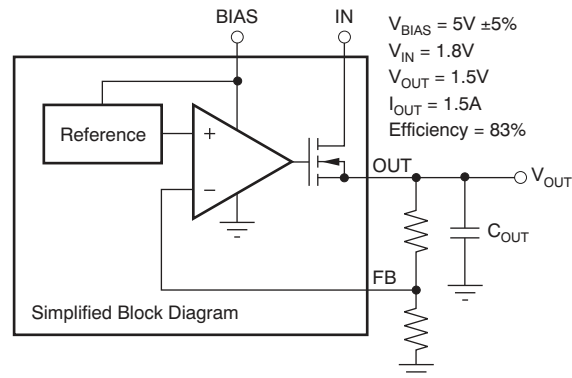 BIAS
IN
V_BIAS = 5V ±5%
V_IN = 1.8V
V_OUT = 1.5V
I_OUT = 1.5A
Efficiency = 83%
Reference
+
−
OUT
V_OUT
C_OUT
FB
Simplified Block Diagram